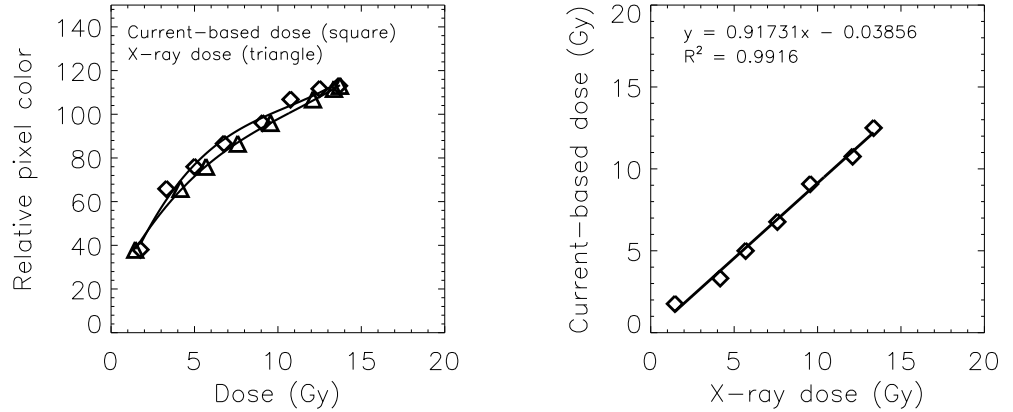 140
120
100
80
60
40
20
0
Relative pixel color
Current-based dose (square)
X-ray dose (triangle)
0 5 10 15 20
Dose (Gy)
20
15
10
5
0
Current-based dose (Gy)
y = 0.91731x - 0.03856
R² = 0.9916
0 5 10 15 20
X-ray dose (Gy)